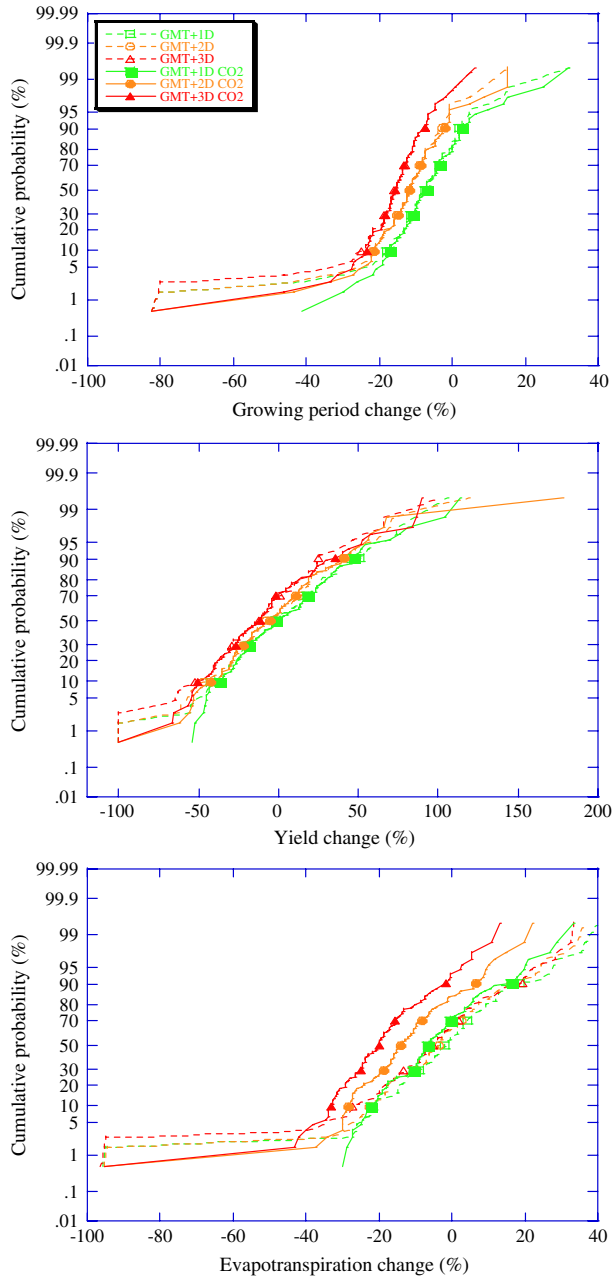 99.99
99.9
99
95
90
80
70
50
30
20
10
5
1
.1
.01
Cumulative probability (%)
GMT+1D
GMT+2D
GMT+3D
GMT+1D CO2
GMT+2D CO2
GMT+3D CO2
-100 -80 -60 -40 -20 0 20 40
Growing period change (%)
99.99
99.9
99
95
90
80
70
50
30
20
10
5
1
.1
.01
Cumulative probability (%)
-100 -50 0 50 100 150 200
Yield change (%)
99.99
99.9
99
95
90
70
50
30
20
10
5
1
.1
.01
Cumulative probability (%)
-100 -80 -60 -40 -20 0 20 40
Evapotranspiration change (%)